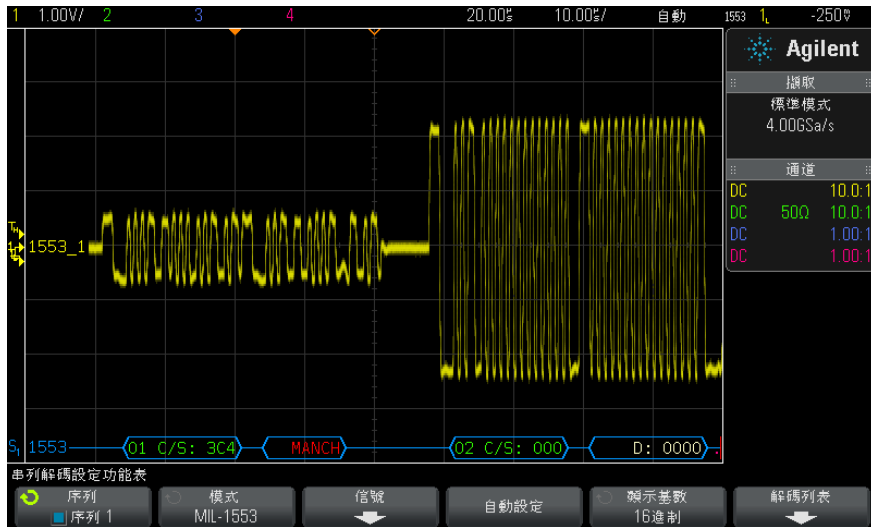 1 1.00V/ 2 3 4 20.00s 10.00s/ 自動 1553 1 -250V
Agilent
擷取
標準模式
4.00GSa/s
通道
DC 10.0:1
DC 50Ω 10.0:1
DC 1.00:1
DC 1.00:1
1553_1
S1 1553 01 C/S: 3C4 MANCH 02 C/S: 000 D: 0000
串列解碼設定功能表
序列 模式 信號 自動設定 顯示基數 解碼列表
序列 1 MIL-1553 16進制